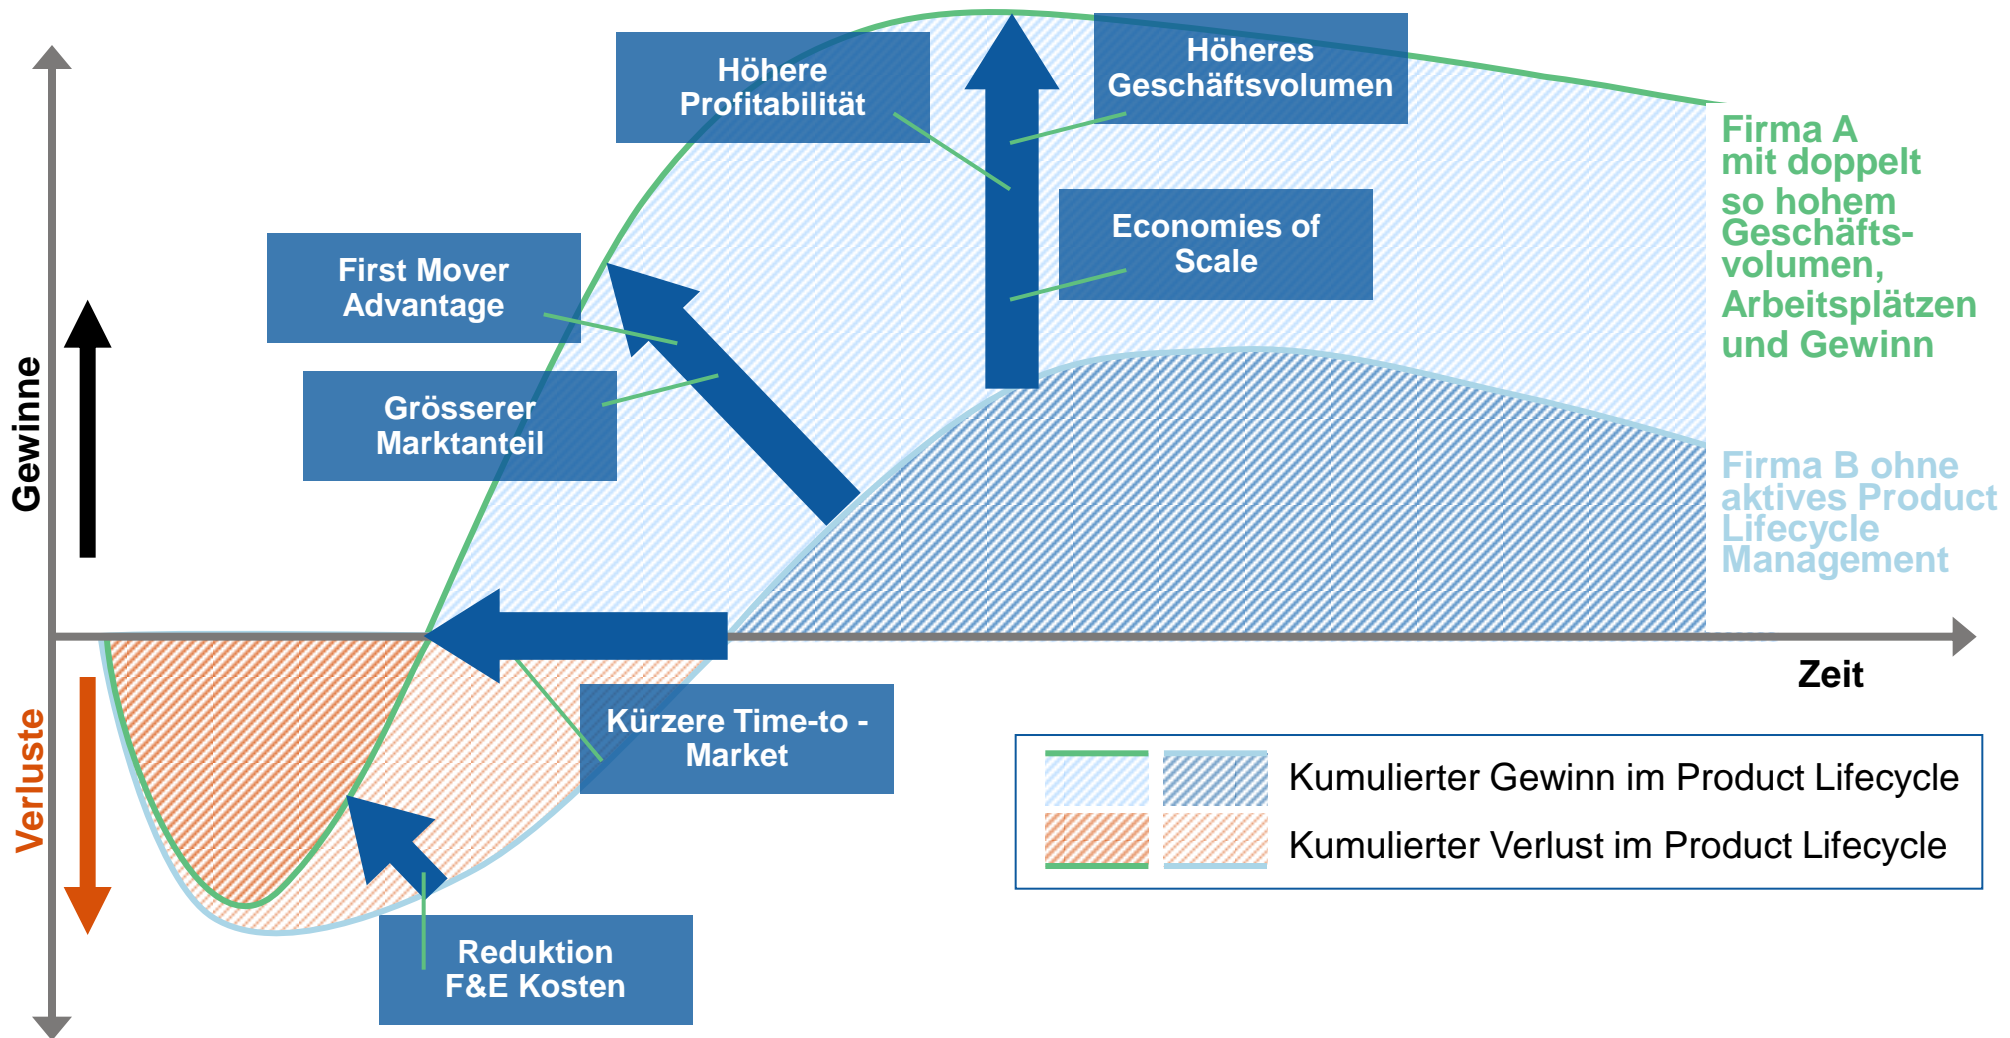 Höhere
Profitabilität
Höheres
Geschäftsvolumen
Firma A
mit doppelt
so hohem
Geschäfts-
volumen,
Arbeitsplätzen
und Gewinn
Economies of
Scale
First Mover
Advantage
Grösserer
Marktanteil
Gewinne
Firma B ohne
aktives Product
Lifecycle
Management
Zeit
Verluste
Kürzere Time-to -
Market
Kumulierter Gewinn im Product Lifecycle
Kumulierter Verlust im Product Lifecycle
Reduktion
F&E Kosten